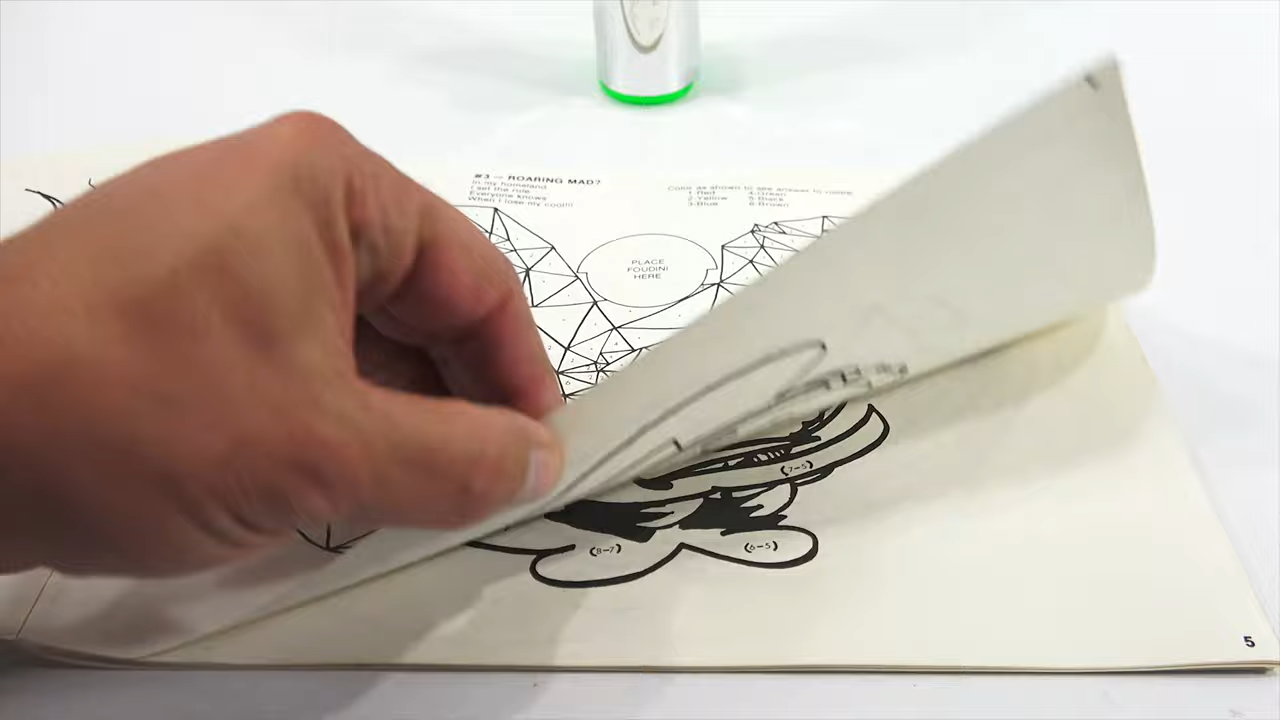 #3 — ROARING MAD?
In my homeland
I set the rule.
Everyone knows
When I lose my cool!!!
Color as shown to see answer to riddle
1-Red 4-Green
2-Yellow 5-Black
3-Blue 6-Brown
PLACE
FOUDINI
HERE
(7-5)
(8-7)
(6-5)
5